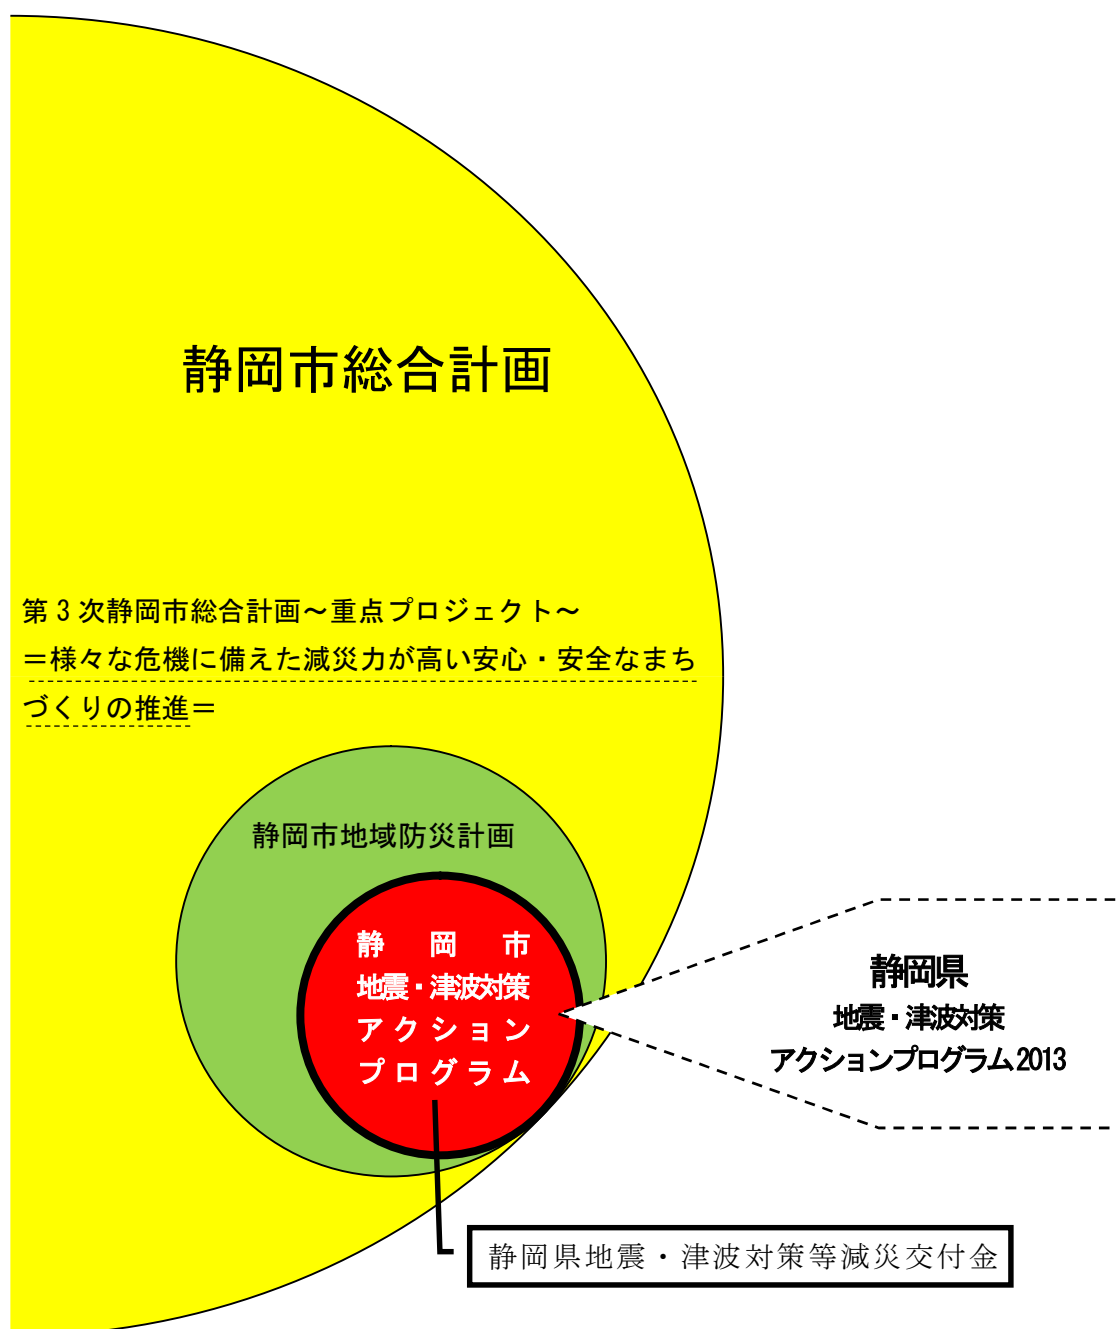 静岡市総合計画
第3次静岡市総合計画～重点プロジェクト～
＝様々な危機に備えた減災力が高い安心・安全なまち
づくりの推進＝
静岡市地域防災計画
静岡市
地震・津波対策
アクション
プログラム
静岡県
地震・津波対策
アクションプログラム2013
静岡県地震・津波対策等減災交付金